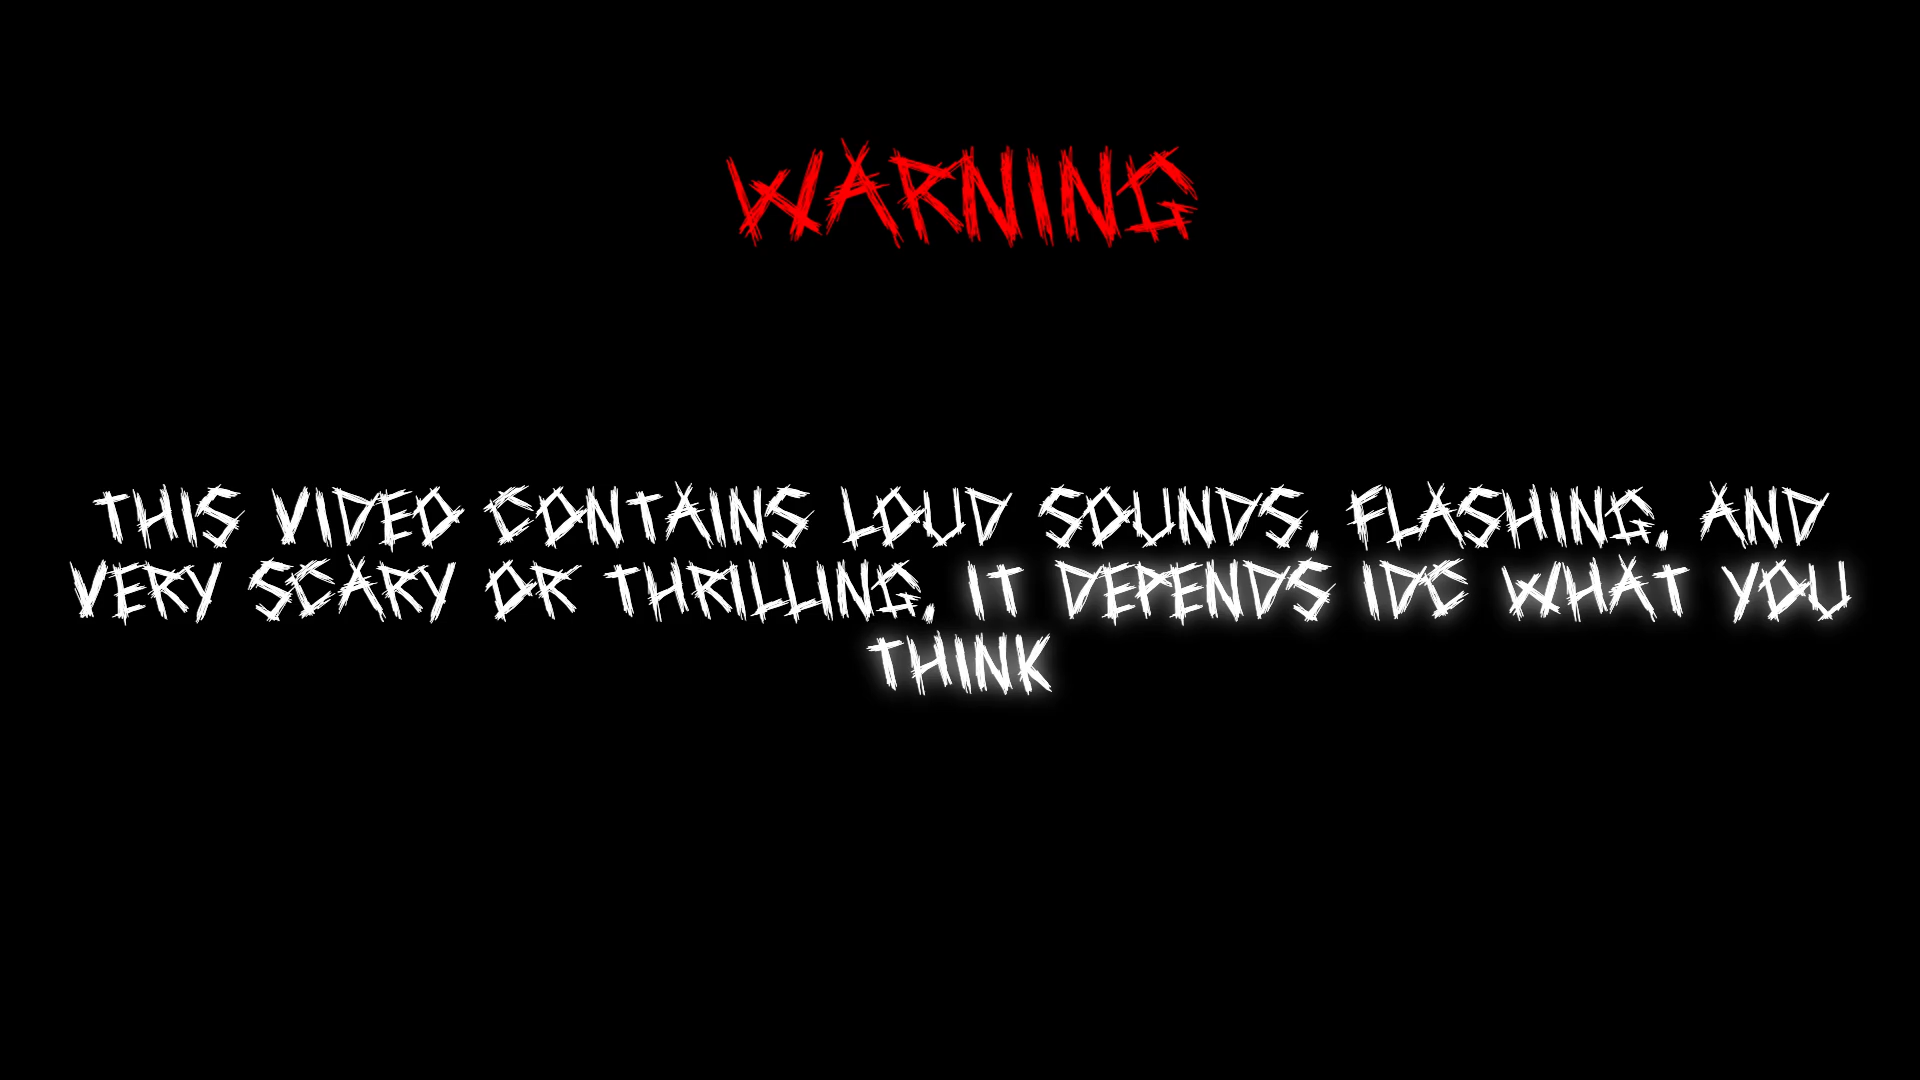 WARNING
THIS VIDEO CONTAINS LOUD SOUNDS, FLASHING, AND
VERY SCARY OR THRILLING, IT DEPENDS IDC WHAT YOU
THINK